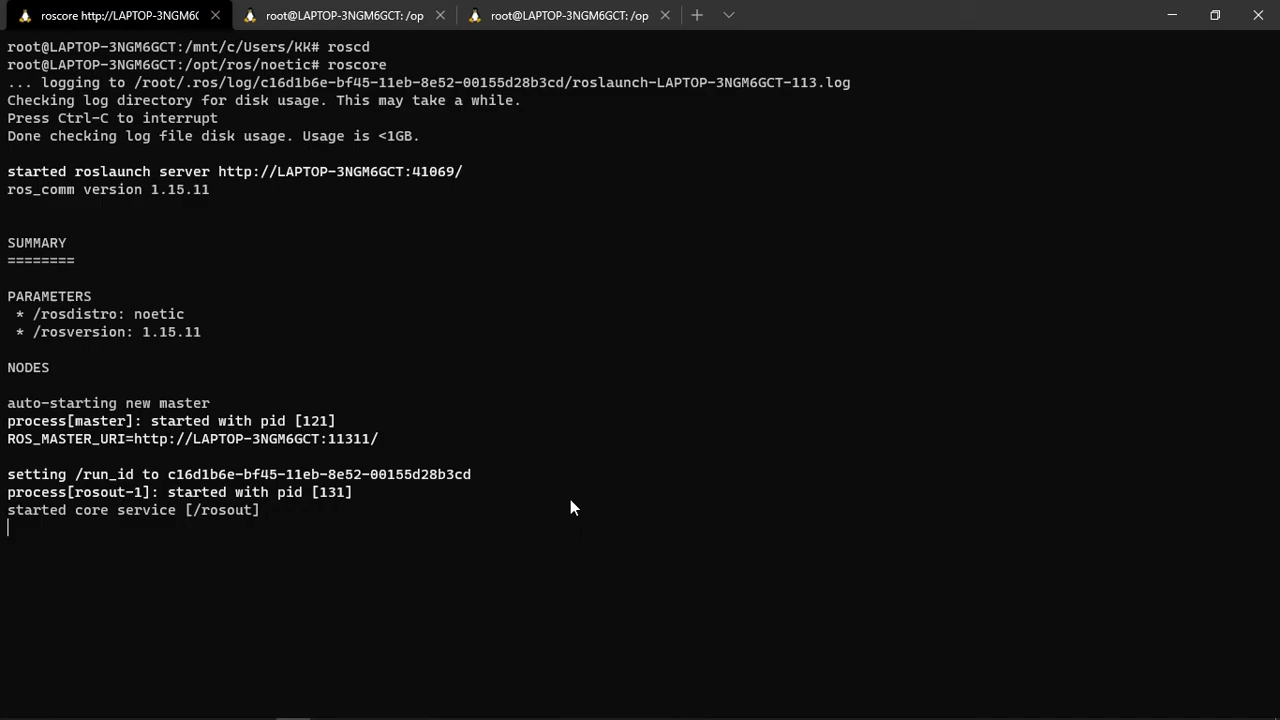 roscore http://LAPTOP-3NGM6G
root@LAPTOP-3NGM6GCT: /op
root@LAPTOP-3NGM6GCT: /op
root@LAPTOP-3NGM6GCT:/mnt/c/Users/KK# roscd
root@LAPTOP-3NGM6GCT:/opt/ros/noetic# roscore
... logging to /root/.ros/log/c16d1b6e-bf45-11eb-8e52-00155d28b3cd/roslaunch-LAPTOP-3NGM6GCT-113.log
Checking log directory for disk usage. This may take a while.
Press Ctrl-C to interrupt
Done checking log file disk usage. Usage is <1GB.
started roslaunch server http://LAPTOP-3NGM6GCT:41069/
ros_comm version 1.15.11
SUMMARY
========
PARAMETERS
* /rosdistro: noetic
* /rosversion: 1.15.11
NODES
auto-starting new master
process[master]: started with pid [121]
ROS_MASTER_URI=http://LAPTOP-3NGM6GCT:11311/
setting /run_id to c16d1b6e-bf45-11eb-8e52-00155d28b3cd
process[rosout-1]: started with pid [131]
started core service [/rosout]